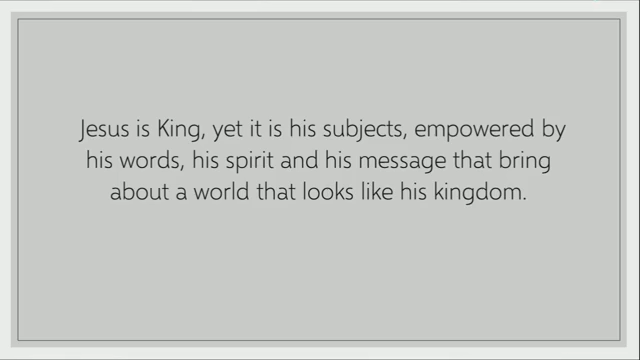 Jesus is King, yet it is his subjects, empowered by
his words, his spirit and his message that bring
about a world that looks like his kingdom.